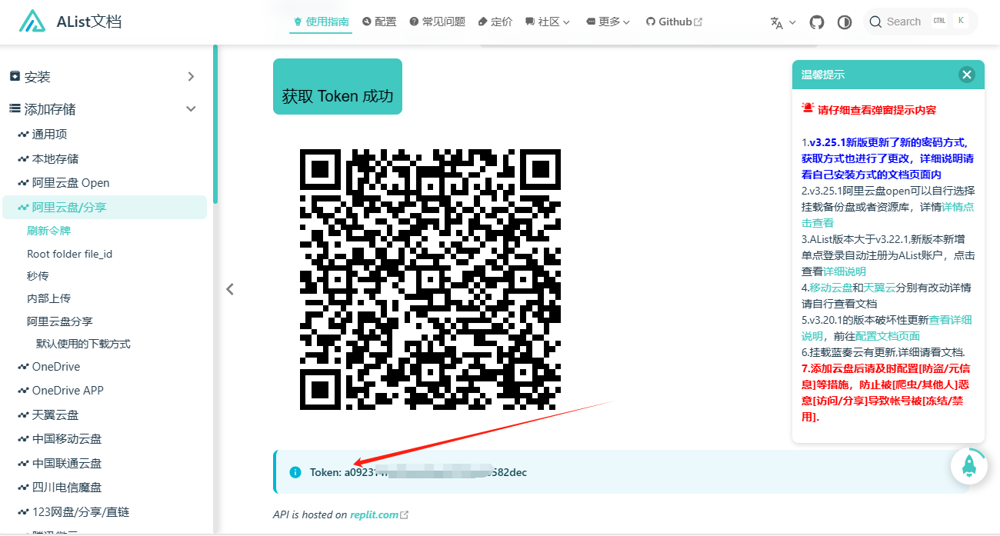 AList文档
使用指南
配置
常见问题
定价
社区
更多
Github
Search
CTRL
K
安装
添加存储
通用项
本地存储
阿里云盘 Open
阿里云盘/分享
刷新令牌
Root folder file_id
秒传
内部上传
阿里云盘分享
默认使用的下载方式
OneDrive
OneDrive APP
天翼云盘
中国移动云盘
中国联通云盘
四川电信魔盘
123网盘/分享/直链
获取 Token 成功
Token: a0923
582dec
API is hosted on replit.com
温馨提示
请仔细查看弹窗提示内容
1.v3.25.1新版更新了新的密码方式,
获取方式也进行了更改，详细说明请
看自己安装方式的文档页面内
2.v3.25.1阿里云盘open可以自行选择
挂载备份盘或者资源库，详情详情点
击查看
3.AList版本大于v3.22.1,新版本新增
单点登录自动注册为AList账户，点击
查看详细说明
4.移动云盘和天翼云分别有改动详情
请自行查看文档
5.v3.20.1的版本破坏性更新查看详细
说明，前往配置文档页面
6.挂载蓝奏云有更新,详细请看文档.
7.添加云盘后请及时配置[防盗/元信
息]等措施，防止被[爬虫/其他人]恶
意[访问/分享]导致帐号被[冻结/禁
用].